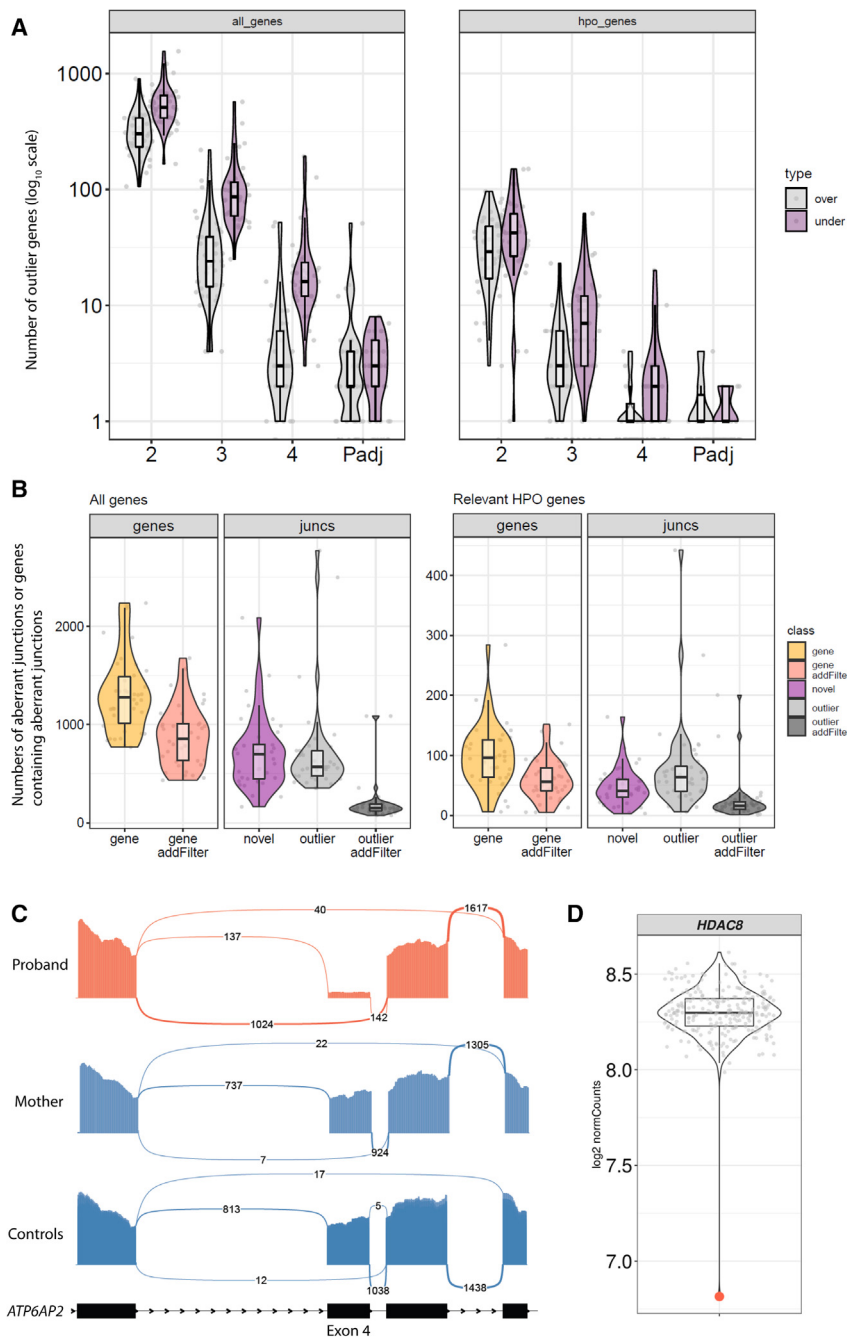 A
all_genes
hpo_genes
Number of outlier genes (log10 scale)
1000
100
10
1
2
3
4
Padj
2
3
4
Padj
type
over
under
B
All genes
Relevant HPO genes
genes
juncs
genes
juncs
Numbers of aberrant junctions or genes
containing aberrant junctions
2000
1000
0
400
300
200
100
0
gene
gene
addFilter
novel
outlier
outlier
addFilter
gene
gene
addFilter
novel
outlier
outlier
addFilter
class
gene
gene
addFilte
novel
outlier
outlier
addFilte
C
Proband
40
1617
137
1024
142
Mother
22
1305
737
7
924
Controls
17
5
813
12
1038
1438
ATP6AP2
Exon 4
D
HDAC8
log2 normCounts
8.5
8.0
7.5
7.0